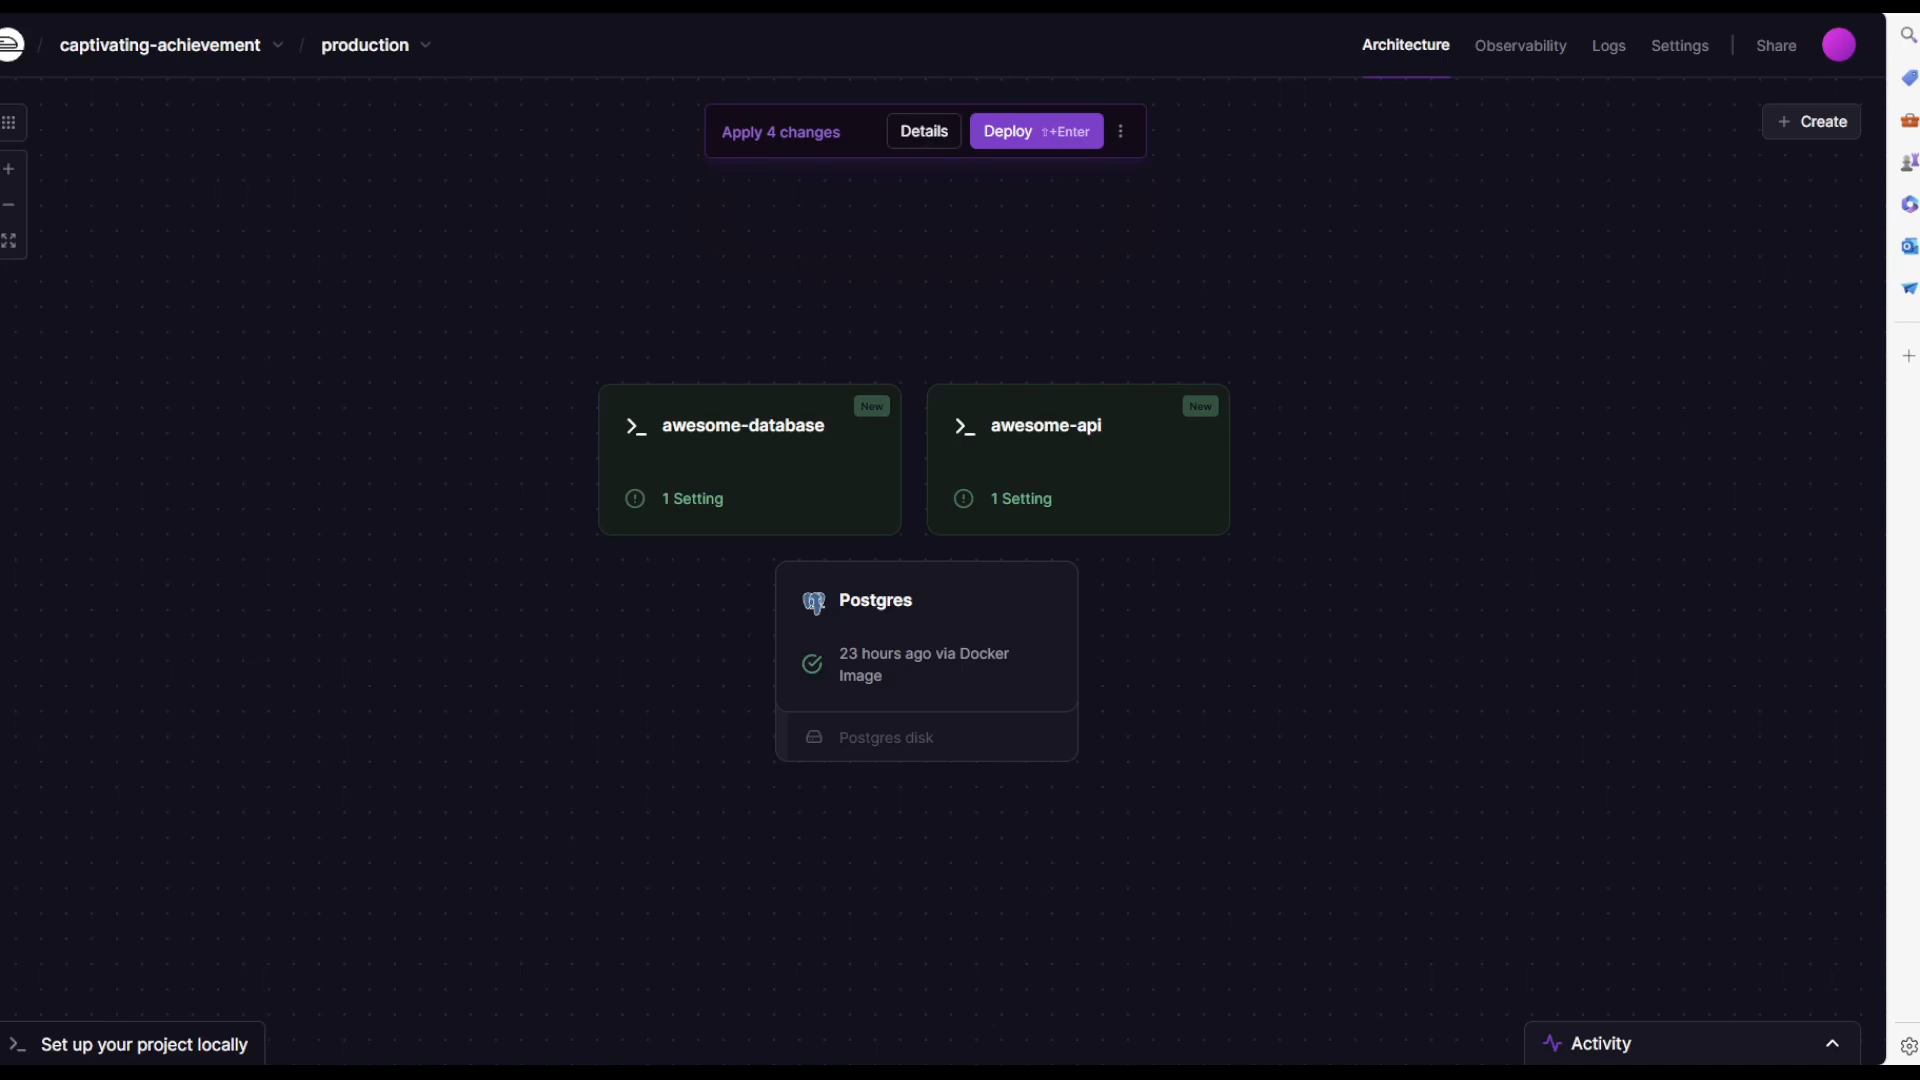 captivating-achievement / production
Architecture Observability Logs Settings | Share
Apply 4 changes Details Deploy ⇧+Enter
+ Create
New New
awesome-database awesome-api
1 Setting 1 Setting
Postgres
23 hours ago via Docker
Image
Postgres disk
Set up your project locally
Activity